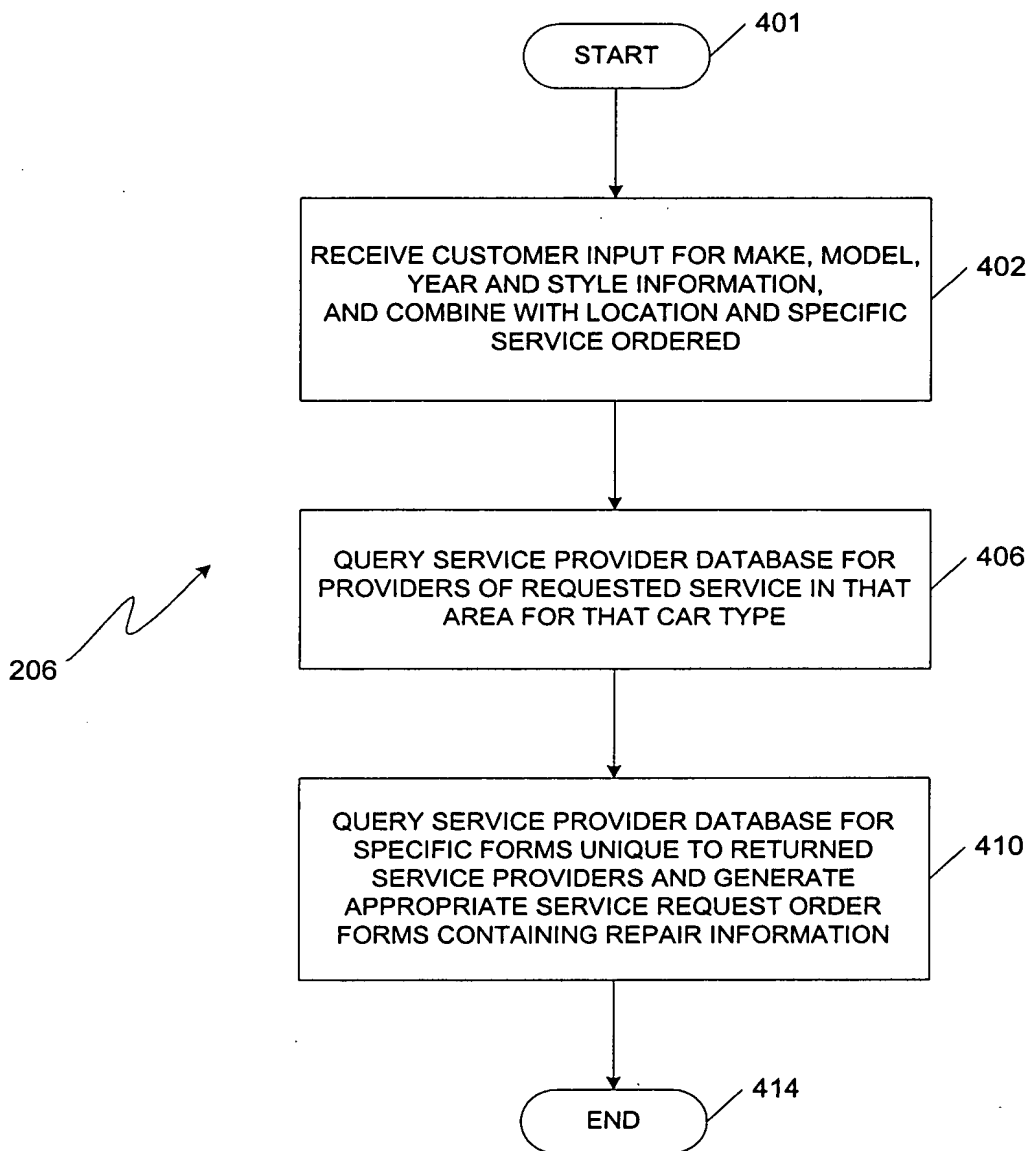 401
START
RECEIVE CUSTOMER INPUT FOR MAKE, MODEL,
YEAR AND STYLE INFORMATION,
AND COMBINE WITH LOCATION AND SPECIFIC
SERVICE ORDERED
402
QUERY SERVICE PROVIDER DATABASE FOR
PROVIDERS OF REQUESTED SERVICE IN THAT
AREA FOR THAT CAR TYPE
406
206
QUERY SERVICE PROVIDER DATABASE FOR
SPECIFIC FORMS UNIQUE TO RETURNED
SERVICE PROVIDERS AND GENERATE
APPROPRIATE SERVICE REQUEST ORDER
FORMS CONTAINING REPAIR INFORMATION
410
END
414